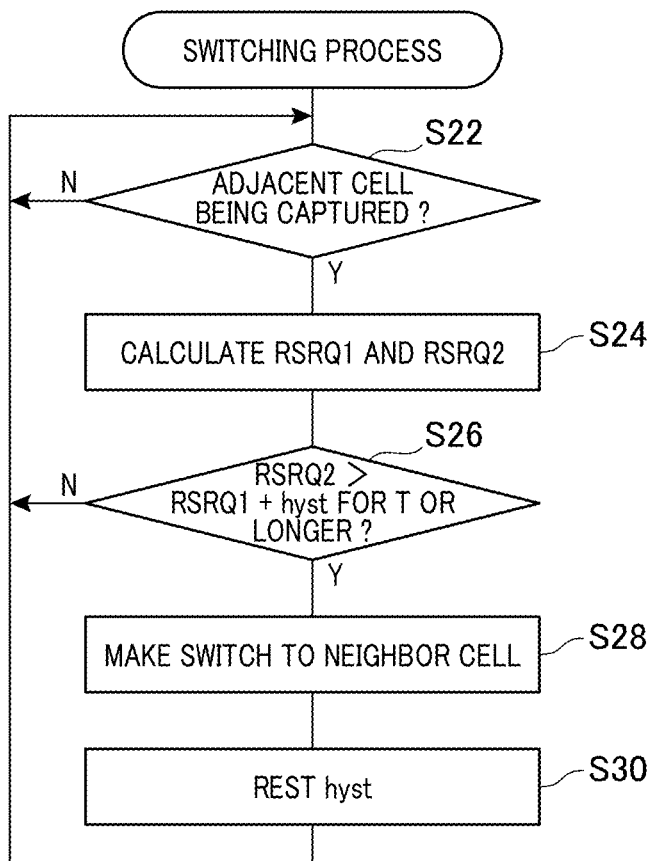 SWITCHING PROCESS
S22
N
ADJACENT CELL
BEING CAPTURED ?
Y
CALCULATE RSRQ1 AND RSRQ2
S24
S26
N
RSRQ2 >
RSRQ1 + hyst FOR T OR
LONGER ?
Y
MAKE SWITCH TO NEIGHBOR CELL
S28
REST hyst
S30